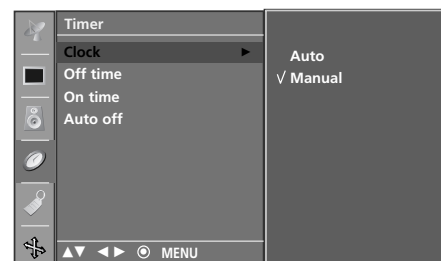 Timer
Clock ►
Off time
On time
Auto off
▲▼ ◄► ⦿ MENU
Auto
√ Manual